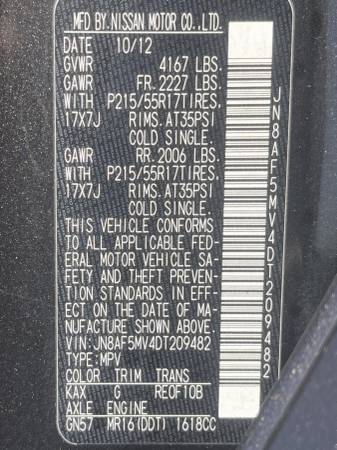 MFD BY NISSAN MOTOR CO., LTD.
DATE 10/12
GVWR 4167 LBS.
GAWR FR. 2227 LBS.
WITH P215/55R17TIRES.
17X7J RIMS. AT35PSI
COLD SINGLE.
GAWR RR. 2006 LBS.
WITH P215/55R17TIRES.
17X7J RIMS. AT35PSI
COLD SINGLE.
THIS VEHICLE CONFORMS
TO ALL APPLICABLE FED-
ERAL MOTOR VEHICLE SA-
FETY AND THEFT PREVEN-
TION STANDARDS IN EFF-
ECT ON THE DATE OF MA-
NUFACTURE SHOWN ABOVE.
VIN:JN8AF5MV4DT209482
TYPE:MPV
COLOR TRIM TRANS
KAX G RE0F10B
AXLE ENGINE
GN57 MR16(DDT) 1618CC
JN8AF5MV4DT209482